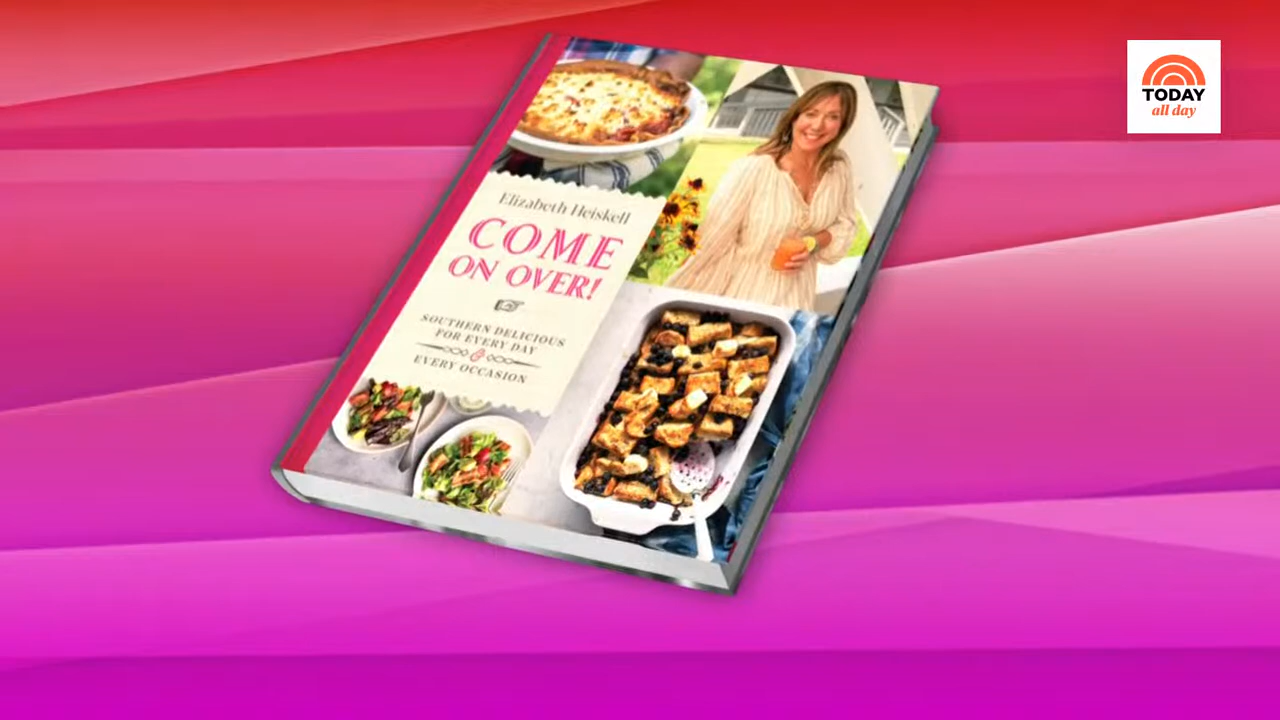 Elizabeth Heiskell
COME
ON OVER!
SOUTHERN DELICIOUS
FOR EVERY DAY
&
EVERY OCCASION
TODAY
all day